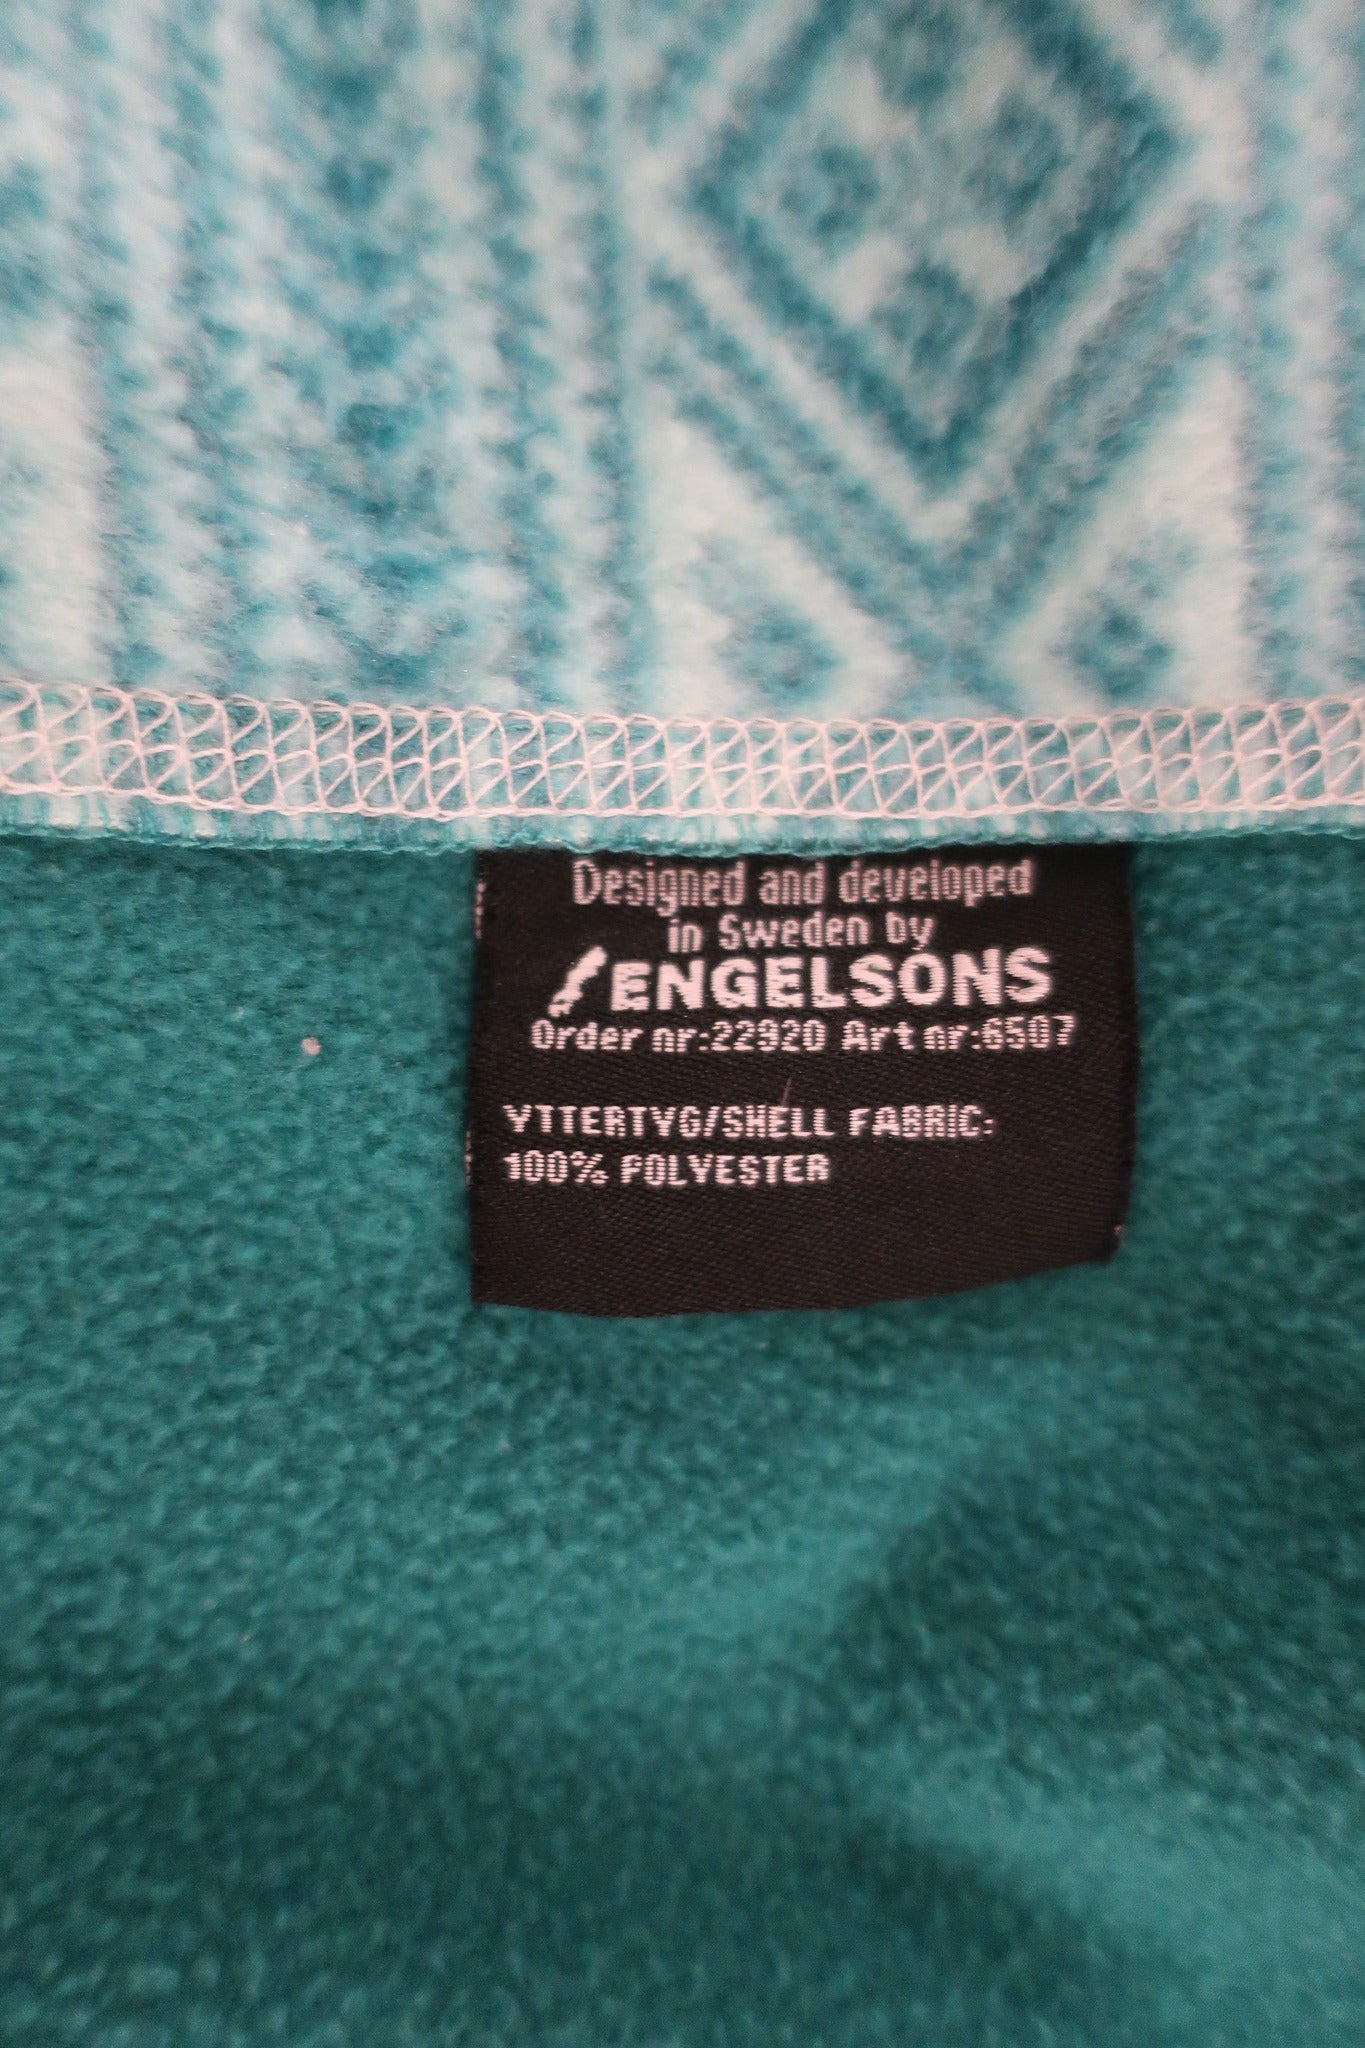 Designed and developed
in Sweden by
ENGELSONS
Order nr:22920 Art nr:6507
YTTERTYG/SHELL FABRIC:
100% POLYESTER